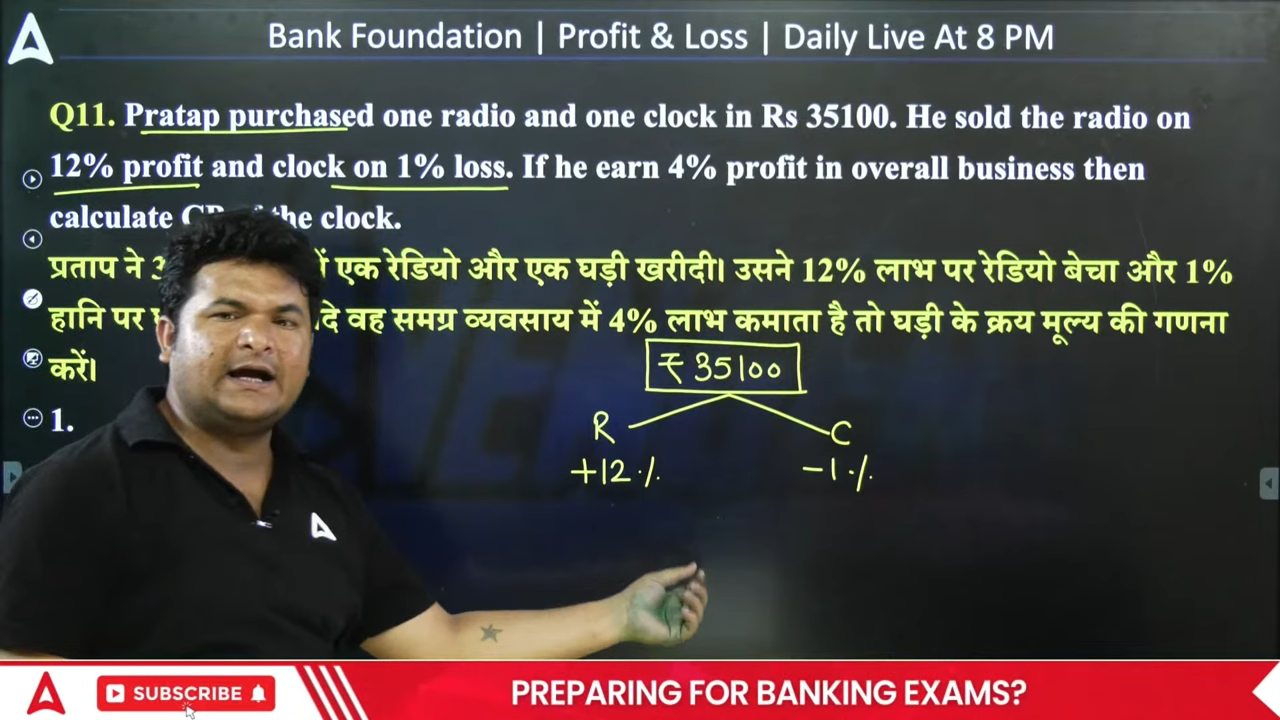 Bank Foundation | Profit & Loss | Daily Live At 8 PM
Q11. Pratap purchased one radio and one clock in Rs 35100. He sold the radio on
12% profit and clock on 1% loss. If he earn 4% profit in overall business then
calculate the clock.
प्रताप ने एक रेडियो और एक घड़ी खरीदी। उसने 12% लाभ पर रेडियो बेचा और 1%
हानि पर वह समग्र व्यवसाय में 4% लाभ कमाता है तो घड़ी के क्रय मूल्य की गणना
करें।
₹ 35100
1.
R C
+12% -1%
SUBSCRIBE
PREPARING FOR BANKING EXAMS?